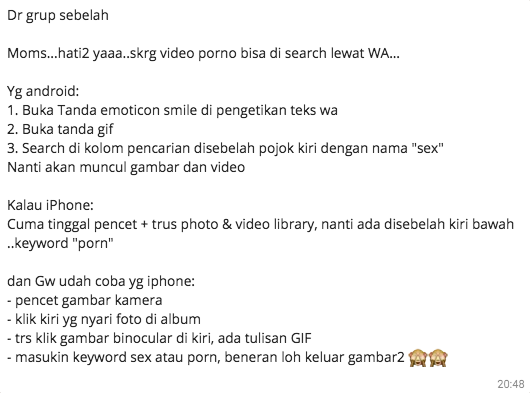 Dr grup sebelah
Moms...hati2 yaaa..skrg video porno bisa di search lewat WA...
Yg android:
1. Buka Tanda emoticon smile di pengetikan teks wa
2. Buka tanda gif
3. Search di kolom pencarian disebelah pojok kiri dengan nama "sex"
Nanti akan muncul gambar dan video
Kalau iPhone:
Cuma tinggal pencet + trus photo & video library, nanti ada disebelah kiri bawah
..keyword "porn"
dan Gw udah coba yg iphone:
- pencet gambar kamera
- klik kiri yg nyari foto di album
- trs klik gambar binocular di kiri, ada tulisan GIF
- masukin keyword sex atau porn, beneran loh keluar gambar2 🙈🙈
20:48